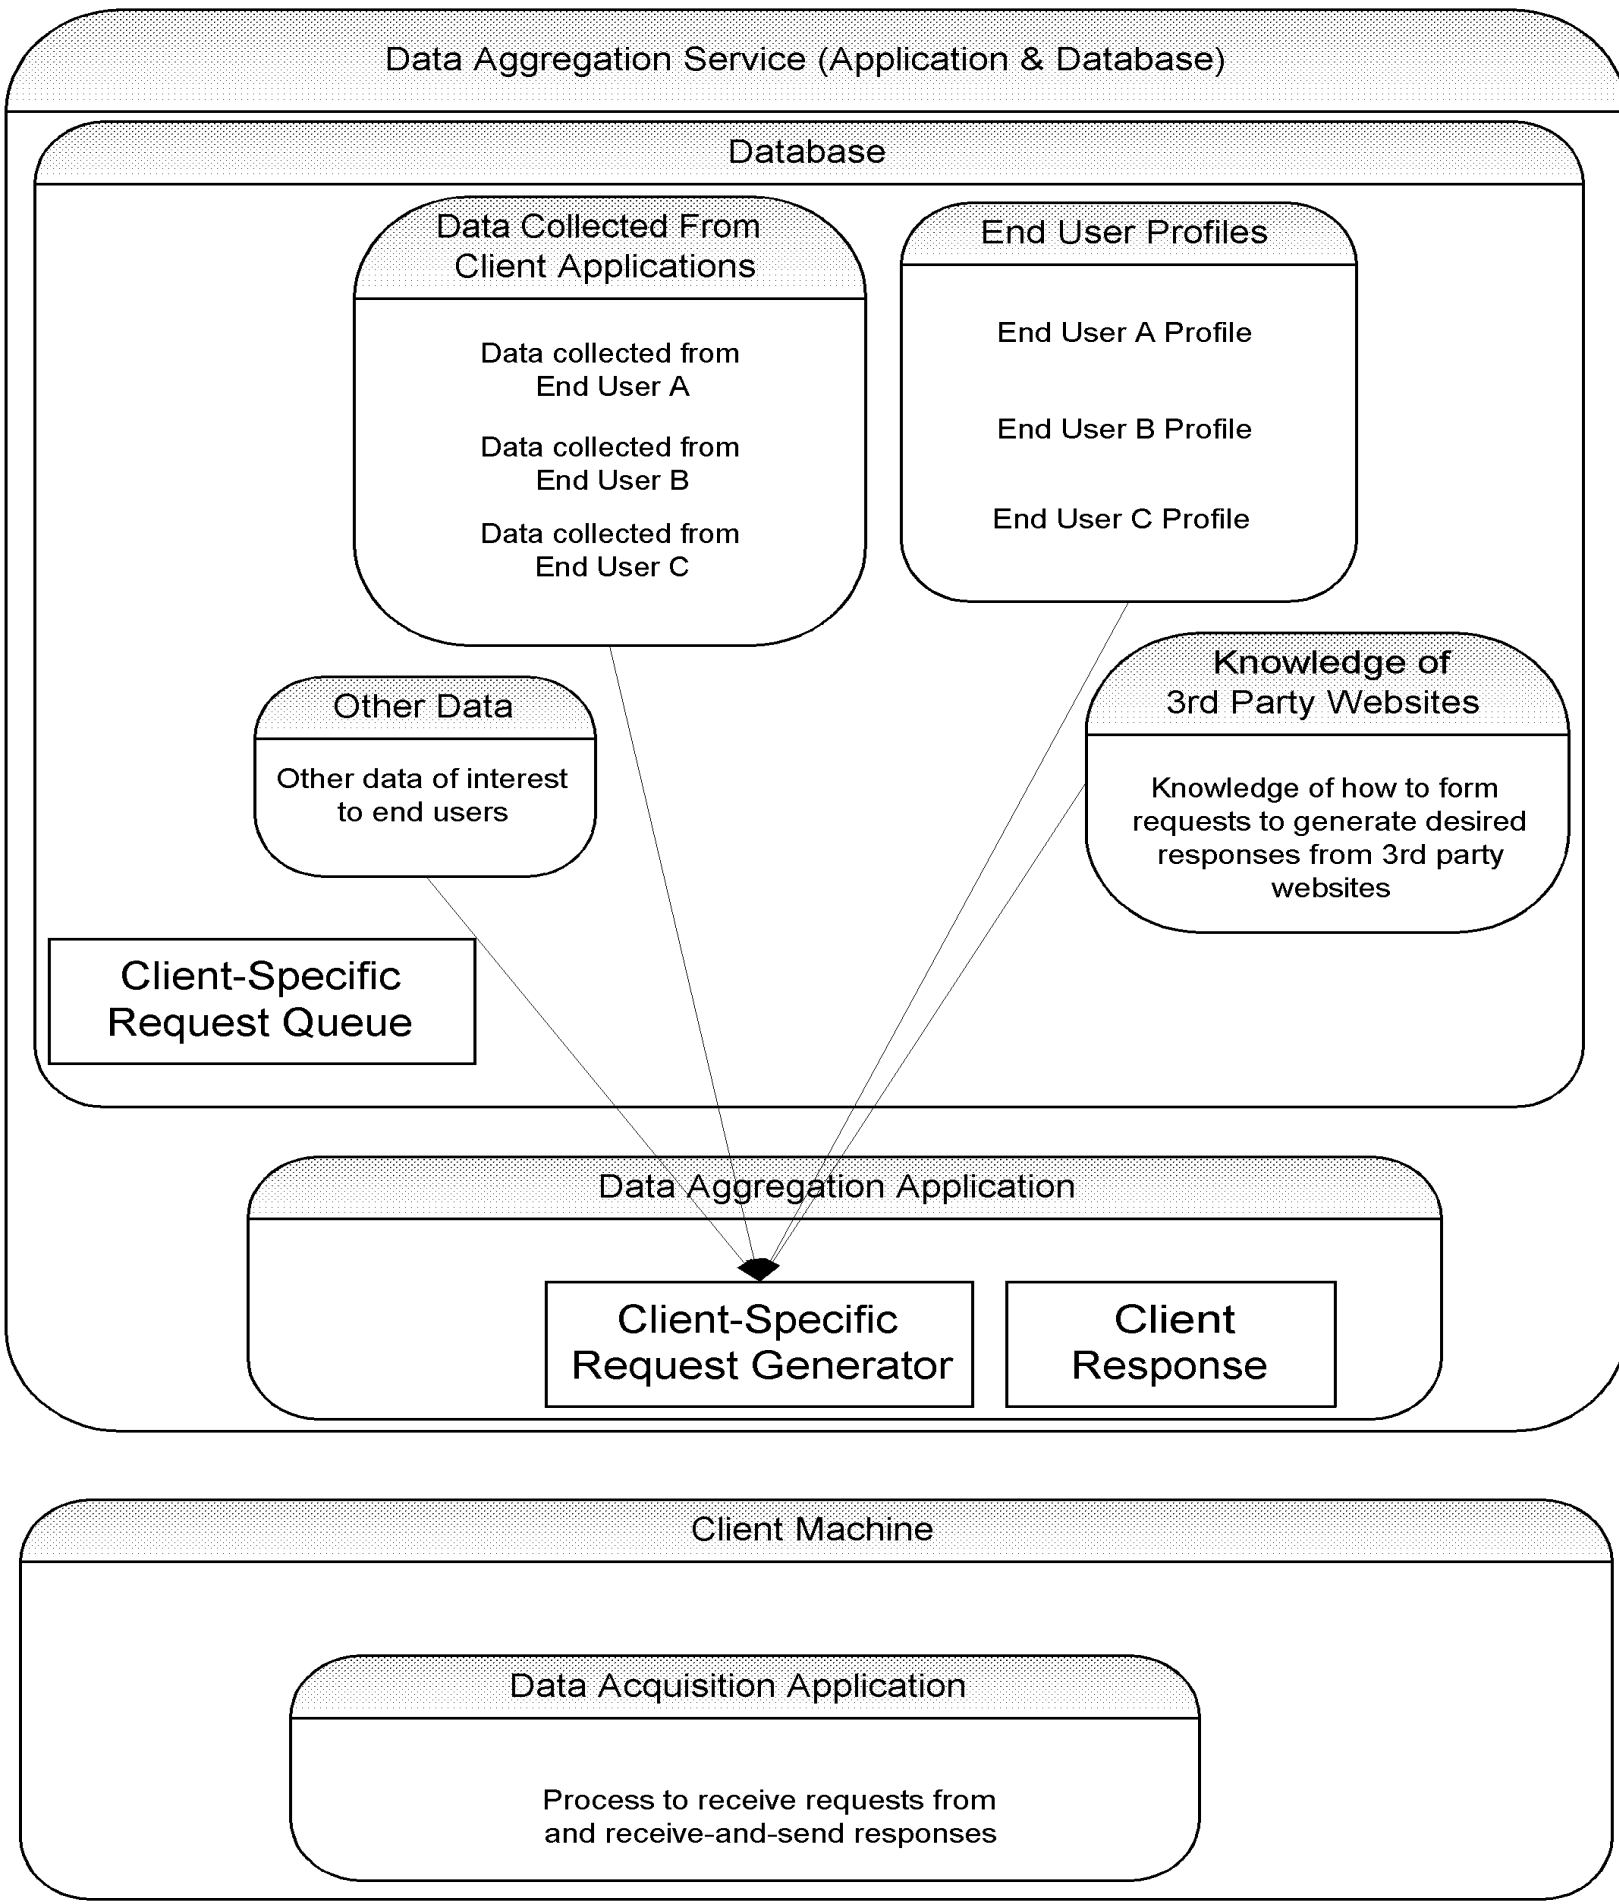 Data Aggregation Service (Application & Database)
Database
Data Collected From
Client Applications
Data collected from
End User A
Data collected from
End User B
Data collected from
End User C
End User Profiles
End User A Profile
End User B Profile
End User C Profile
Other Data
Other data of interest
to end users
Knowledge of
3rd Party Websites
Knowledge of how to form
requests to generate desired
responses from 3rd party
websites
Client-Specific
Request Queue
Data Aggregation Application
Client-Specific
Request Generator
Client
Response
Client Machine
Data Acquisition Application
Process to receive requests from
and receive-and-send responses